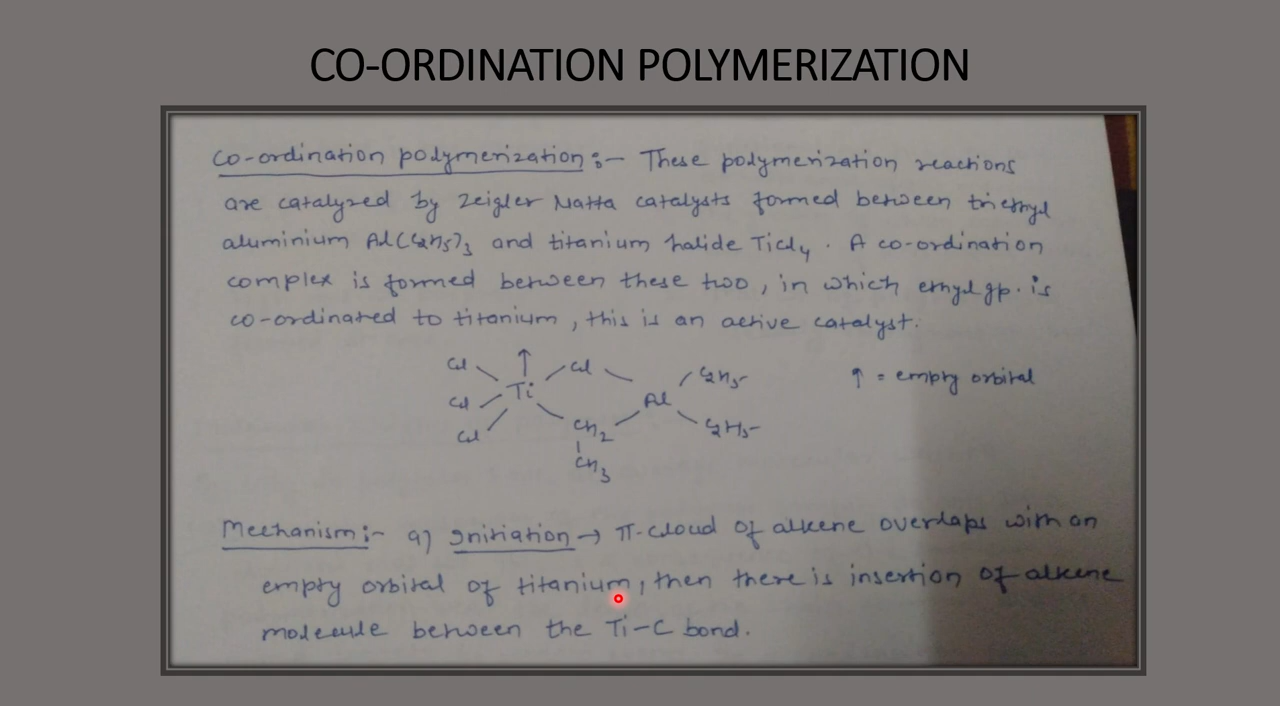 CO-ORDINATION POLYMERIZATION
Co-ordination polymerization :- These polymerization reactions
are catalyzed by Zeigler Natta catalysts formed between triethyl
aluminium Al(C2H5)3 and titanium halide TiCl4. A co-ordination
complex is formed between these two, in which ethyl gp. is
co-ordinated to titanium, this is an active catalyst.
Cl ↑ Cl C2H5
Ti
Cl Al ↑ = empty orbital
Cl CH2 C2H5
CH3
Mechanism:- a) Initiation → π-cloud of alkene overlaps with an
empty orbital of titanium, then there is insertion of alkene
molecule between the Ti-C bond.